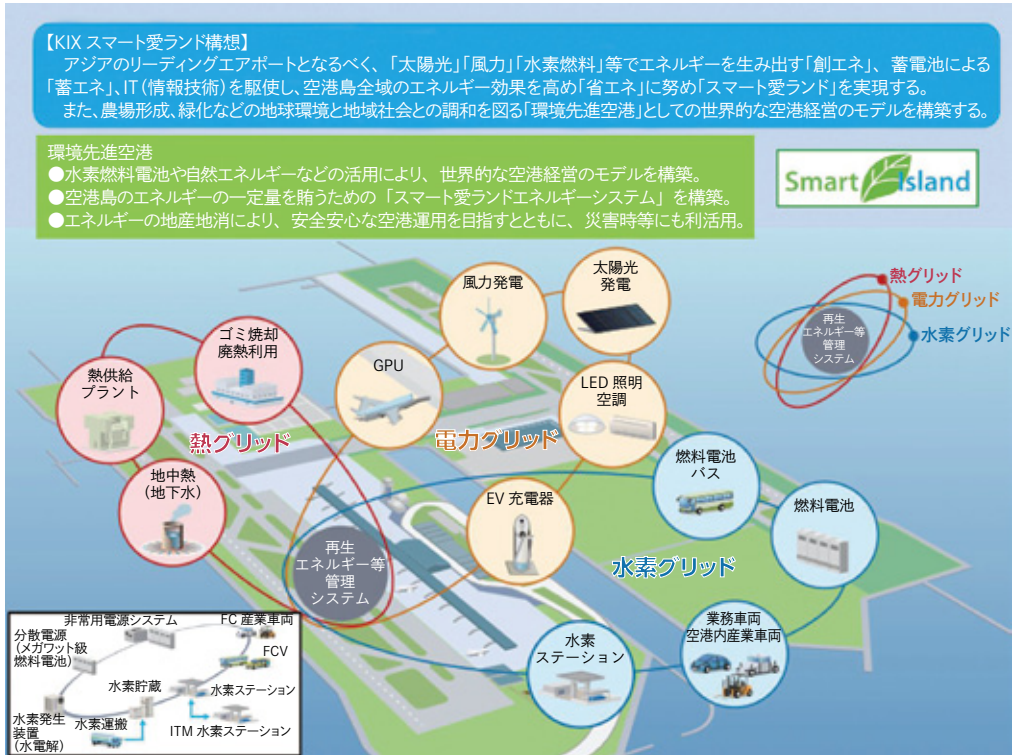 【KIX スマート愛ランド構想】
アジアのリーディングエアポートとなるべく、「太陽光」「風力」「水素燃料」等でエネルギーを生み出す「創エネ」、蓄電池による
「蓄エネ」、IT(情報技術)を駆使し、空港島全域のエネルギー効果を高め「省エネ」に努め「スマート愛ランド」を実現する。
また、農場形成、緑化などの地球環境と地域社会との調和を図る「環境先進空港」としての世界的な空港経営のモデルを構築する。
環境先進空港
●水素燃料電池や自然エネルギーなどの活用により、世界的な空港経営のモデルを構築。
●空港島のエネルギーの一定量を賄うための「スマート愛ランドエネルギーシステム」を構築。
●エネルギーの地産地消により、安全安心な空港運用を目指すとともに、災害時等にも利活用。
Smart Island
熱グリッド
電力グリッド
水素グリッド
再生
エネルギー等
管理
システム
風力発電
太陽光
発電
ゴミ焼却
廃熱利用
GPU
熱供給
プラント
LED 照明
空調
熱グリッド
電力グリッド
地中熱
(地下水)
EV 充電器
燃料電池
バス
燃料電池
再生
エネルギー等
管理
システム
水素グリッド
水素
ステーション
業務車両
空港内産業車両
非常用電源システム
FC 産業車両
分散電源
(メガワット級
燃料電池)
FCV
水素貯蔵
水素ステーション
水素発生
装置
(水電解)
水素運搬
ITM 水素ステーション